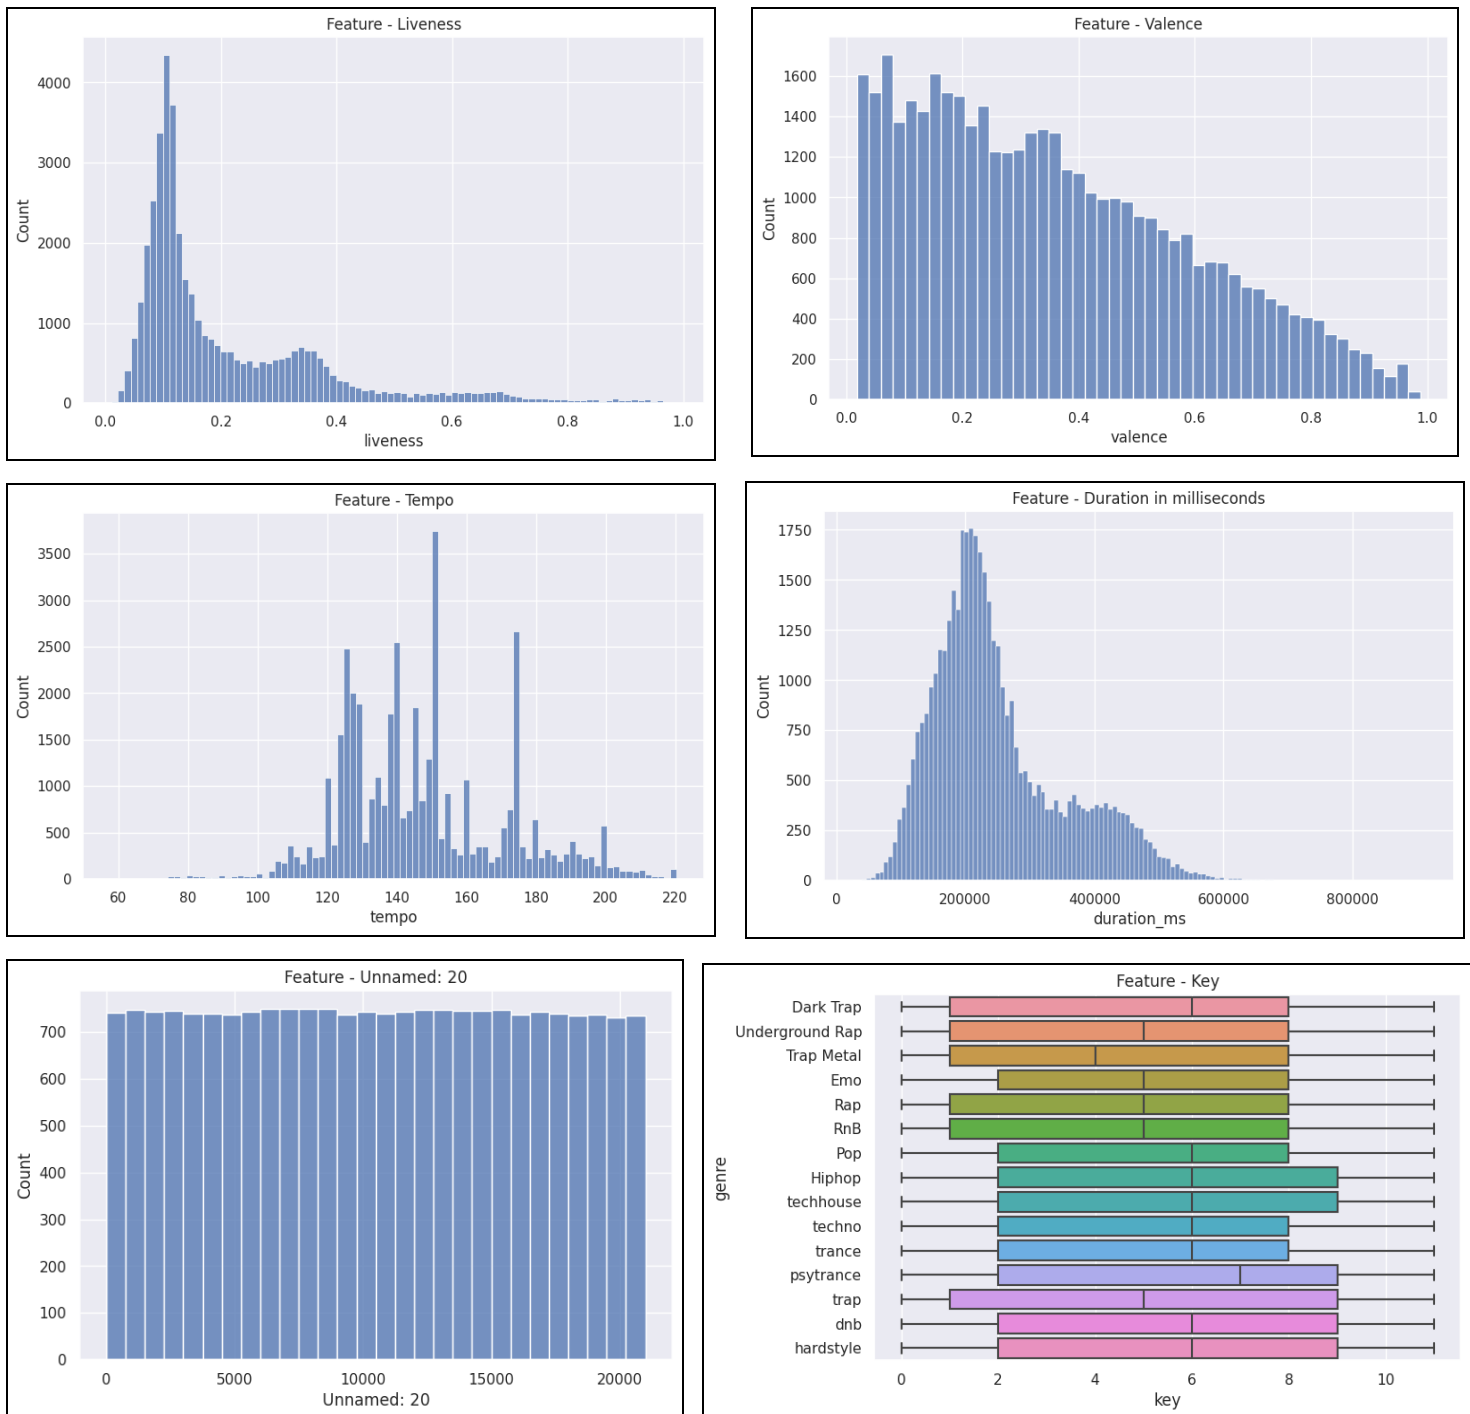 Feature - Liveness
4000
3000
2000
1000
0
Count
0.0 0.2 0.4 0.6 0.8 1.0
liveness
Feature - Valence
1600
1400
1200
1000
800
600
400
200
0
Count
0.0 0.2 0.4 0.6 0.8 1.0
valence
Feature - Tempo
3500
3000
2500
2000
1500
1000
500
0
Count
60 80 100 120 140 160 180 200 220
tempo
Feature - Duration in milliseconds
1750
1500
1250
1000
750
500
250
0
Count
0 200000 400000 600000 800000
duration_ms
Feature - Unnamed: 20
700
600
500
400
300
200
100
0
Count
0 5000 10000 15000 20000
Unnamed: 20
Feature - Key
Dark Trap
Underground Rap
Trap Metal
Emo
Rap
RnB
Pop
Hiphop
techhouse
techno
trance
psytrance
trap
dnb
hardstyle
genre
0 2 4 6 8 10
key